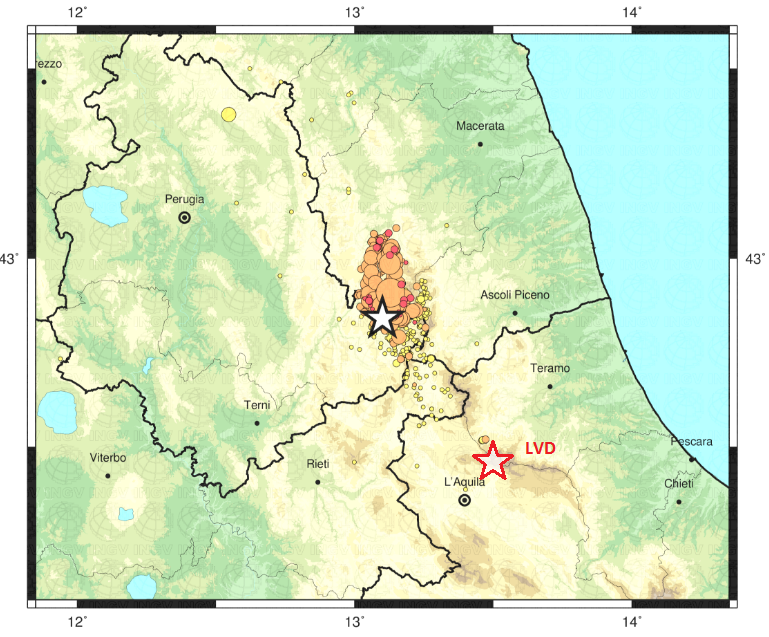 12° 13° 14°
ezzo
Macerata
Perugia
43° 43°
Ascoli Piceno
Teramo
Terni
LVD
Pescara
Viterbo
Rieti
L'Aquila
Chieti
12° 13° 14°